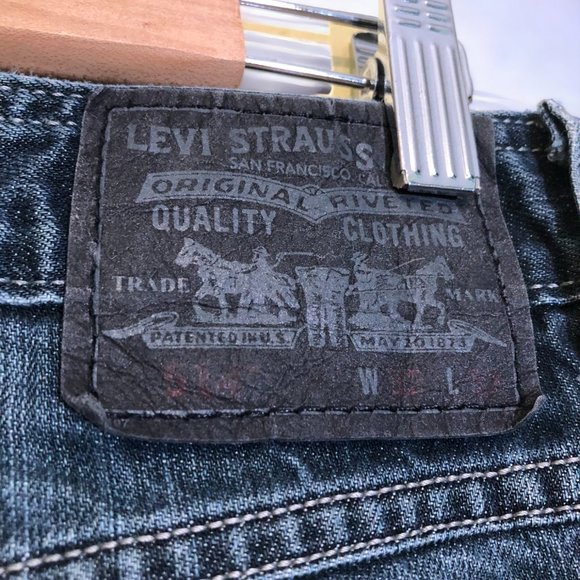 LEVI STRAUSS
SAN FRANCISCO, CAL
ORIGINAL RIVETED
QUALITY CLOTHING
TRADE MARK
PATENTED IN U.S. MAY 20 1873
W L